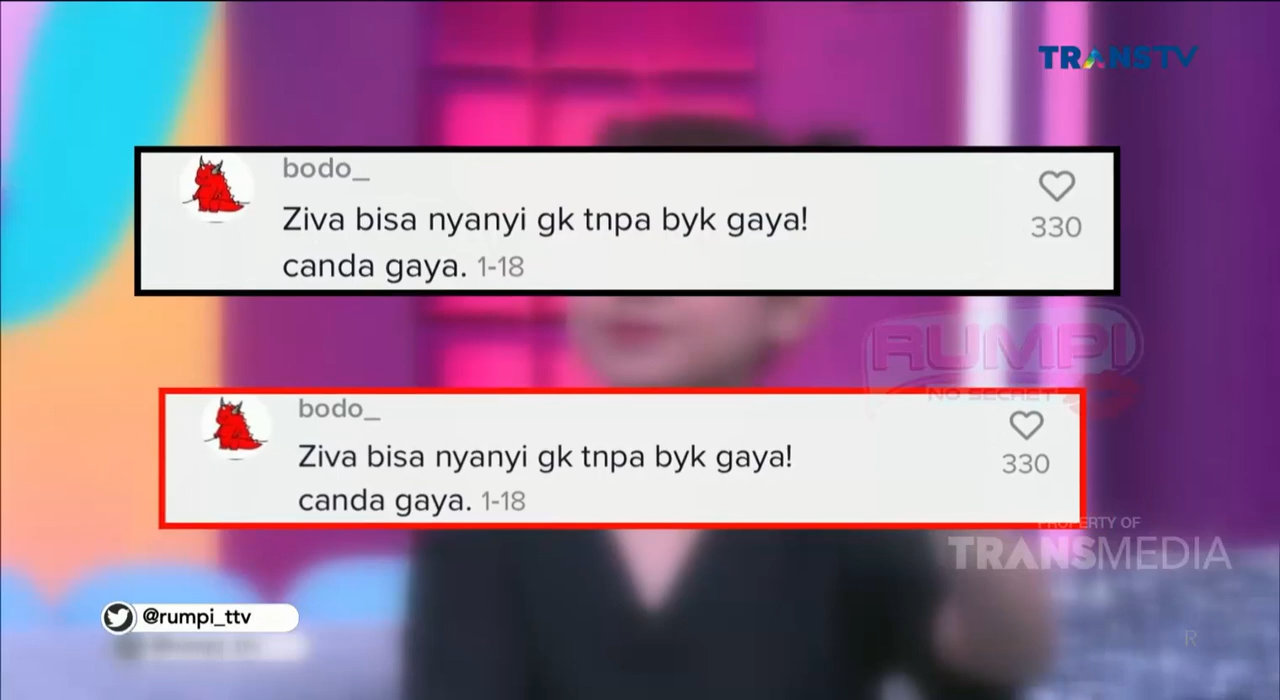 TRANSTV
bodo_
Ziva bisa nyanyi gk tnpa byk gaya!
canda gaya. 1-18
330
RUMPI
NO SECRET!
bodo_
Ziva bisa nyanyi gk tnpa byk gaya!
canda gaya. 1-18
330
PROPERTY OF
TRANSMEDIA
@rumpi_ttv
R